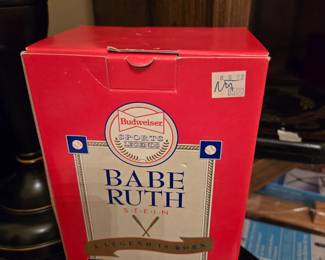 Budweiser
SPORTS
LEGENDS
BABE
RUTH
STEIN
A LEGEND IS BORN